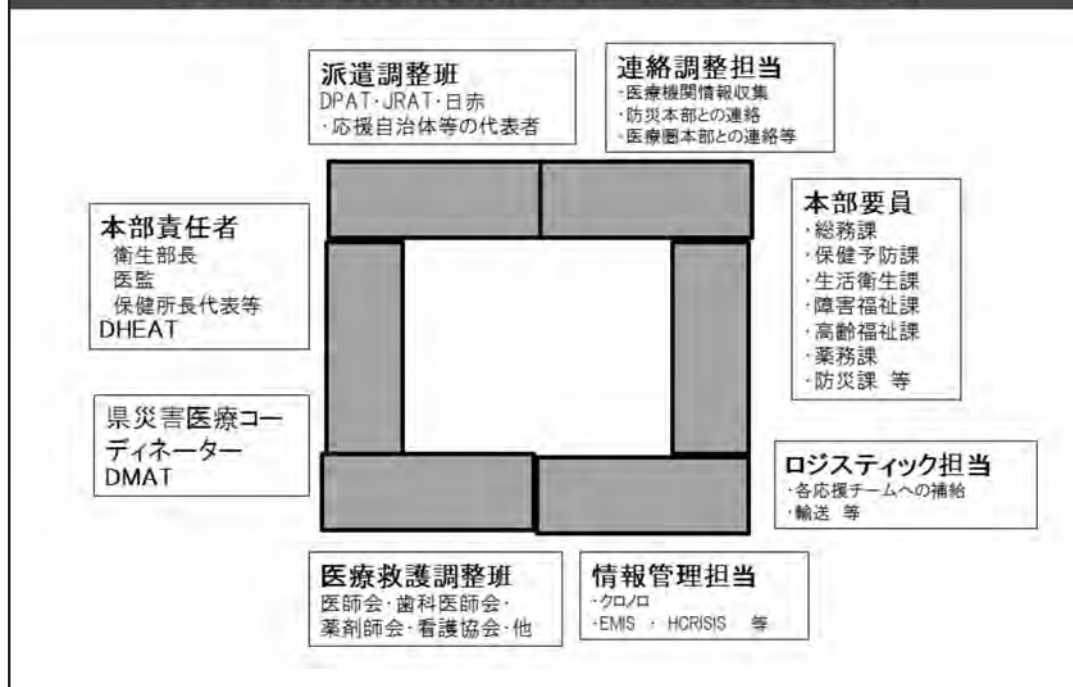 派遣調整班
DPAT・JRAT・日赤
・応援自治体等の代表者
連絡調整担当
・医療機関情報収集
・防災本部との連絡
・医療圏本部との連絡等
本部責任者
衛生部長
医監
保健所長代表等
DHEAT
本部要員
・総務課
・保健予防課
・生活衛生課
・障害福祉課
・高齢福祉課
・薬務課
・防災課 等
県災害医療コー
ディネーター
DMAT
ロジスティック担当
・各応援チームへの補給
・輸送 等
医療救護調整班
医師会・歯科医師会・
薬剤師会・看護協会・他
情報管理担当
・クロノロ
・EMIS ・ HCRISIS 等